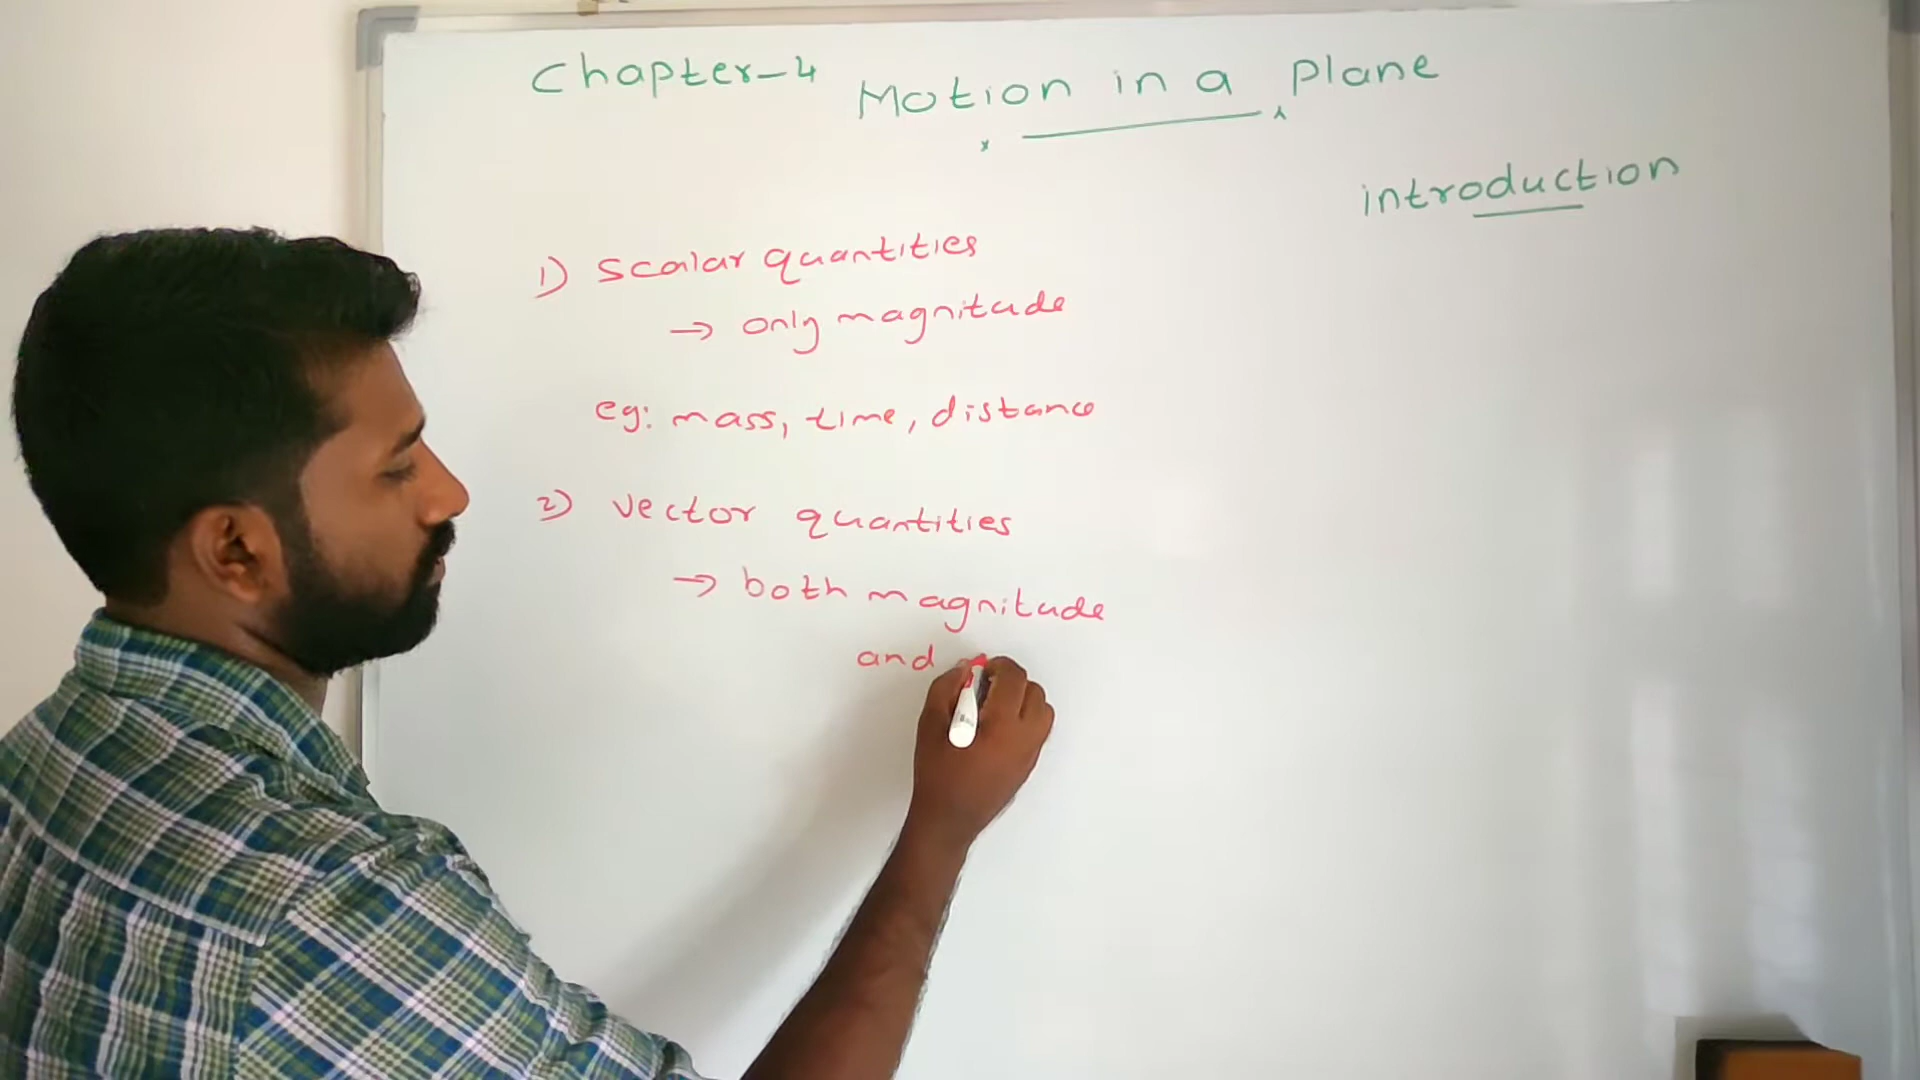 Chapter-4 Motion in a Plane
introduction
1) scalar quantities
→ only magnitude
eg: mass, time, distance
2) vector quantities
→ both magnitude
and